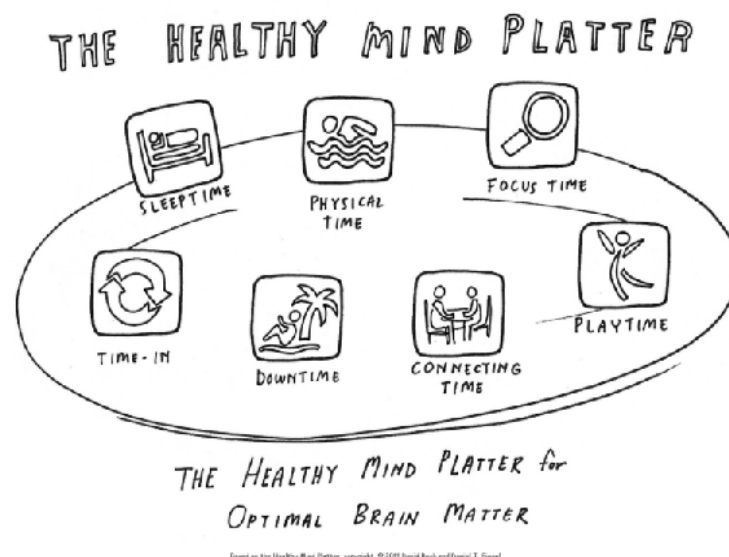 THE HEALTHY MIND PLATTER
SLEEPTIME
PHYSICAL
TIME
FOCUS TIME
TIME-IN
DOWNTIME
CONNECTING
TIME
PLAYTIME
THE HEALTHY MIND PLATTER for
OPTIMAL BRAIN MATTER